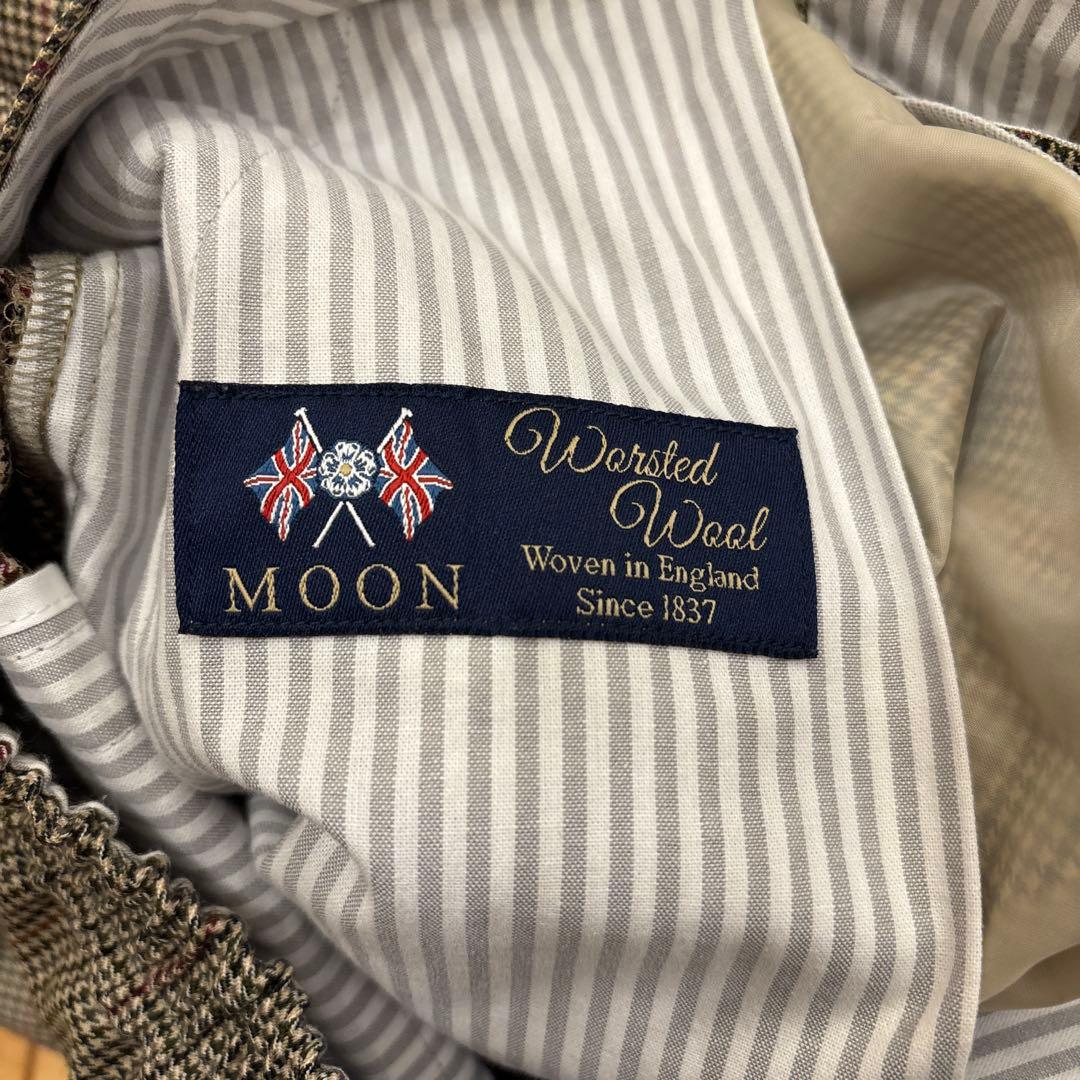 MOON
Worsted
Wool
Woven in England
Since 1837